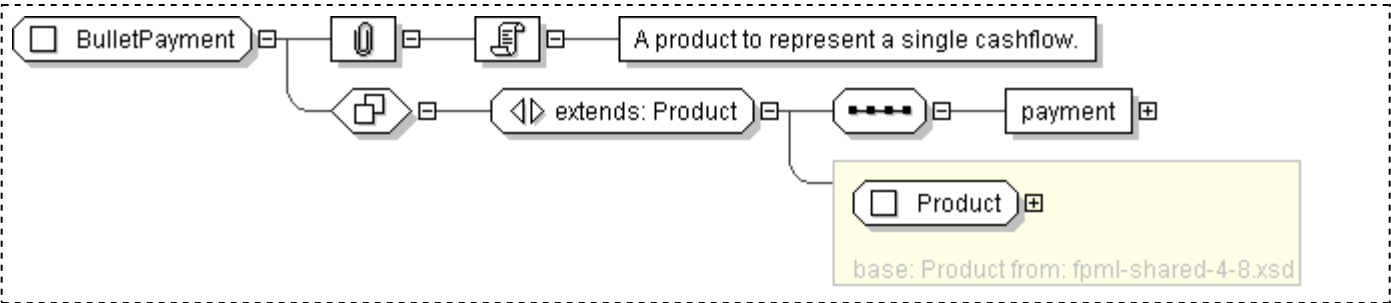 BulletPayment
A product to represent a single cashflow.
extends: Product
payment
Product
base: Product from: fpml-shared-4-8.xsd